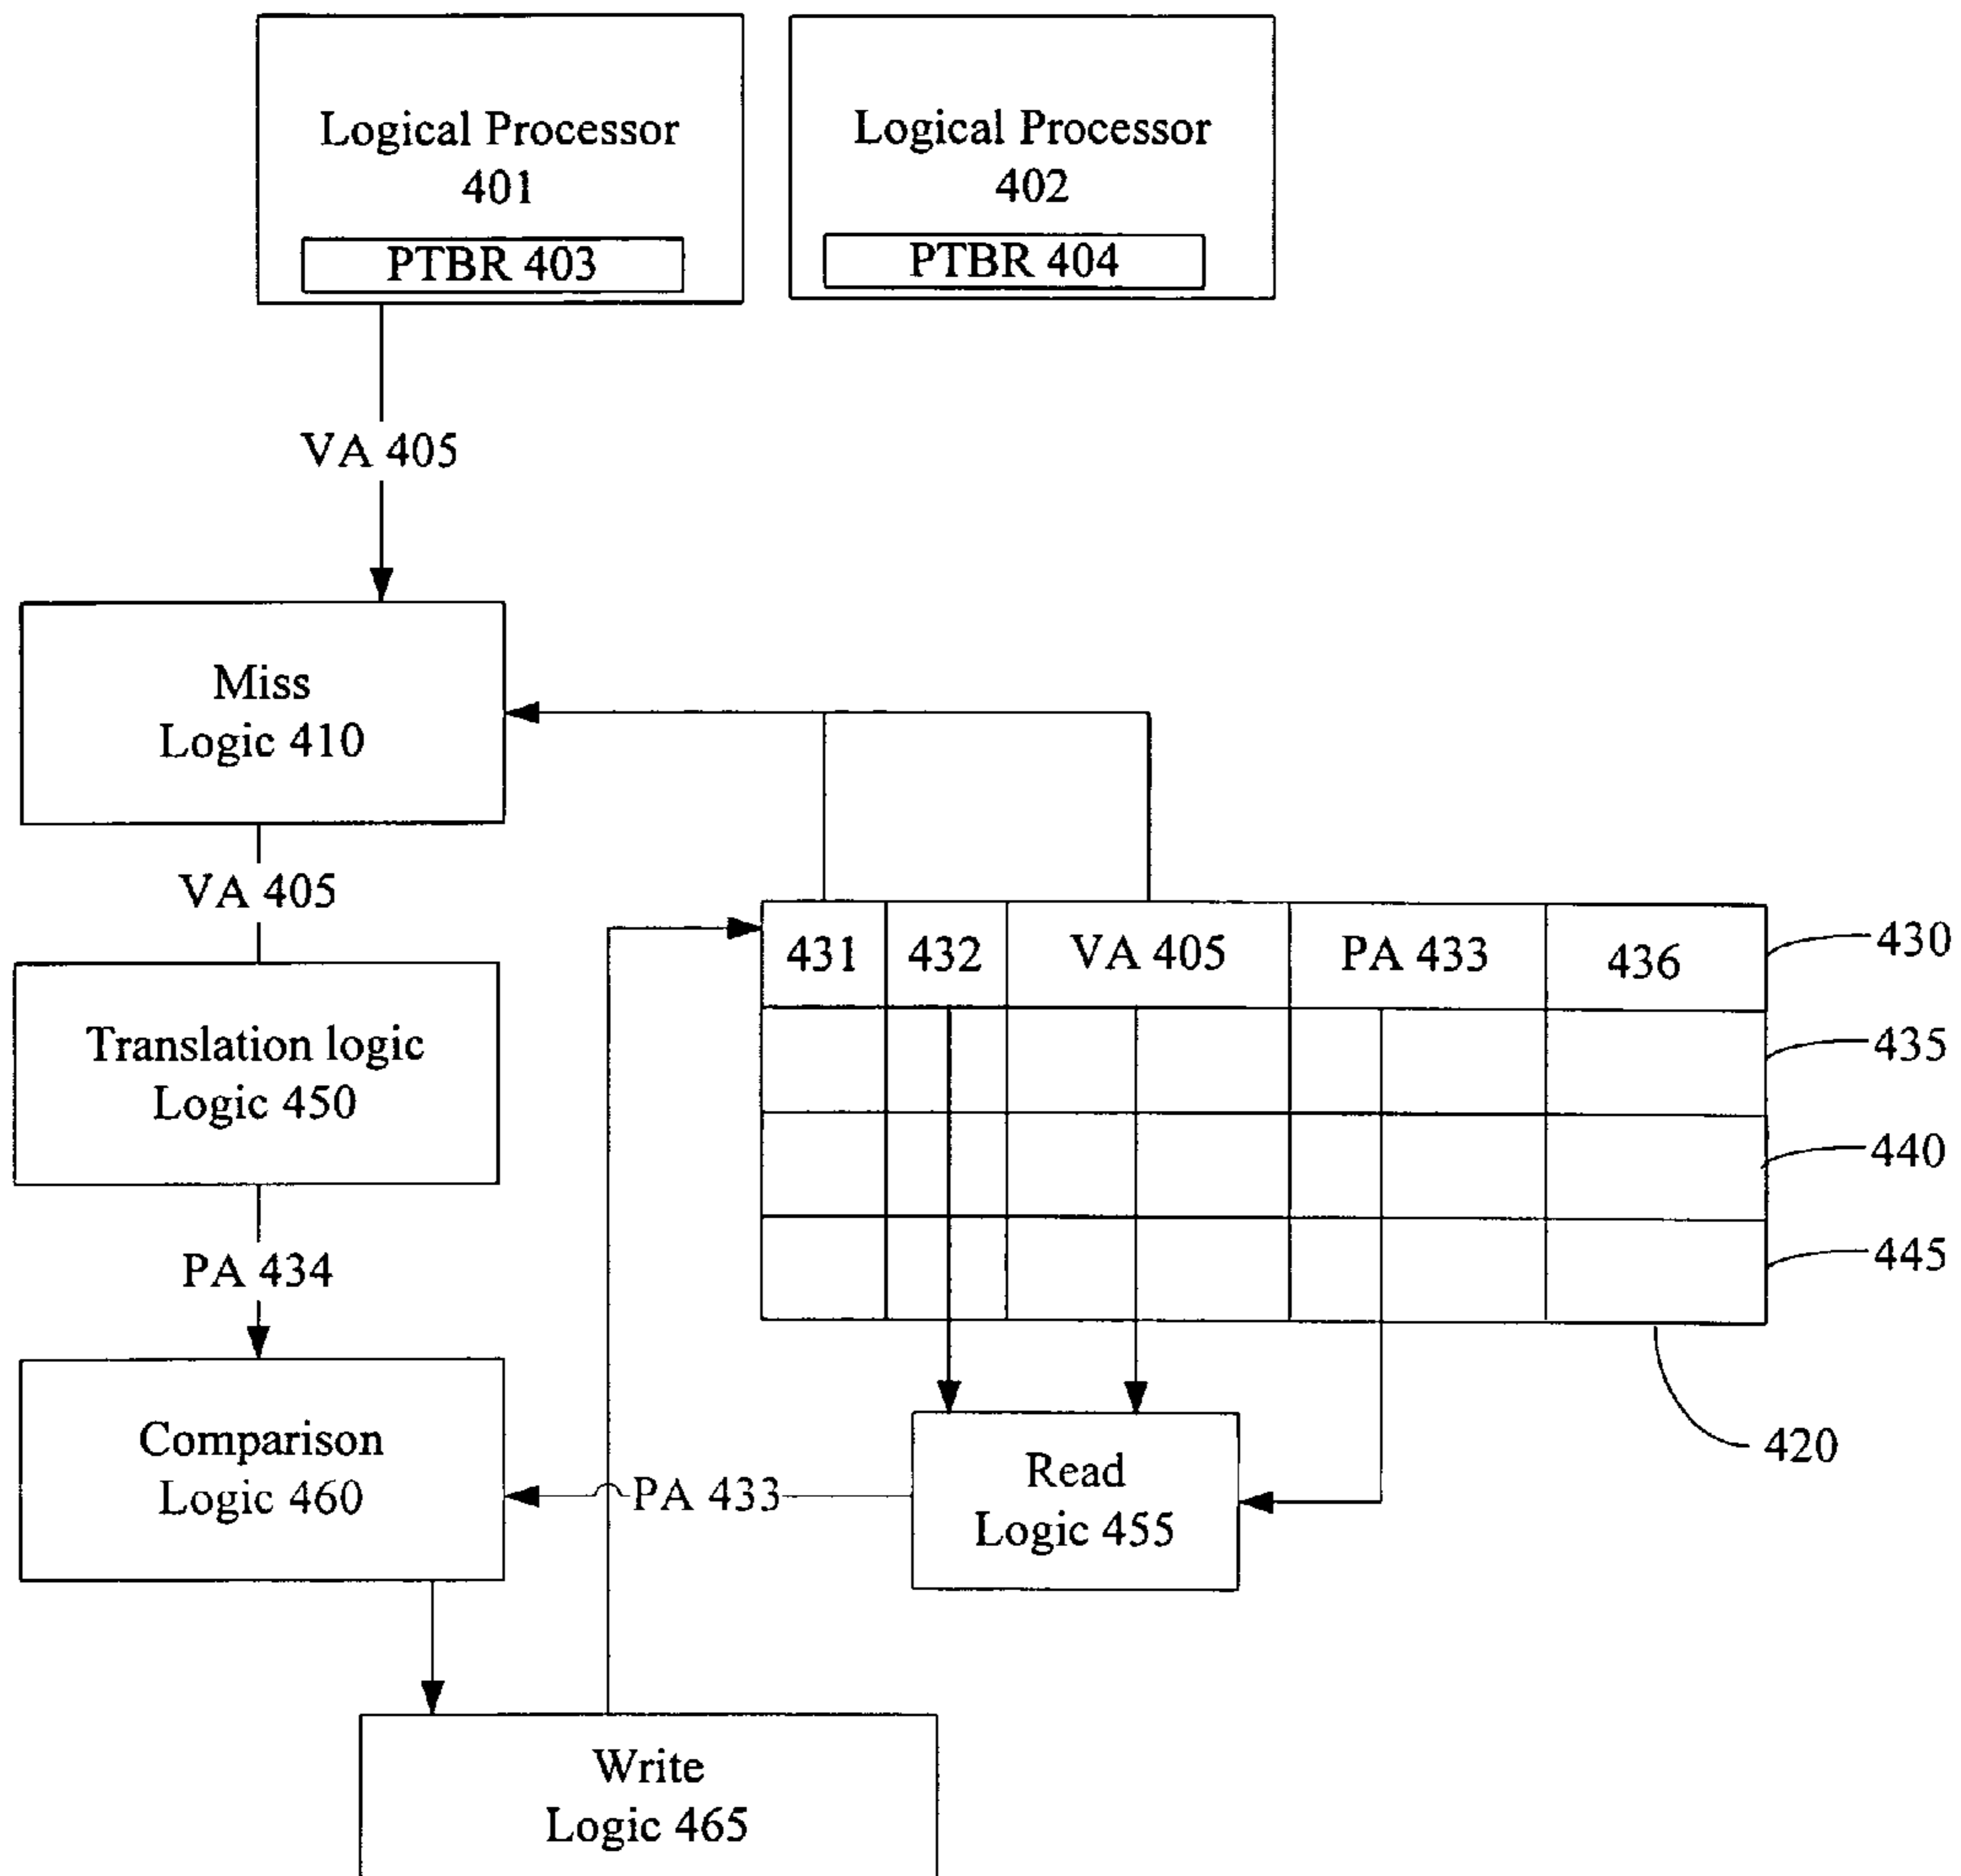 Logical Processor
401
PTBR 403
Logical Processor
402
PTBR 404
VA 405
Miss
Logic 410
VA 405
431
432
VA 405
PA 433
436
430
435
440
445
420
Translation logic
Logic 450
PA 434
Comparison
Logic 460
PA 433
Read
Logic 455
Write
Logic 465